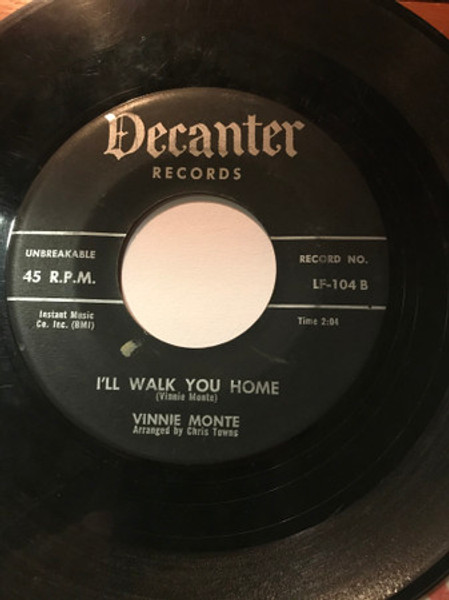 Decanter
RECORDS
UNBREAKABLE
45 R.P.M.
RECORD NO.
LF-104 B
Instant Music
Co. Inc. (BMI)
Time 2:04
I'LL WALK YOU HOME
(Vinnie Monte)
VINNIE MONTE
Arranged by Chris Towns